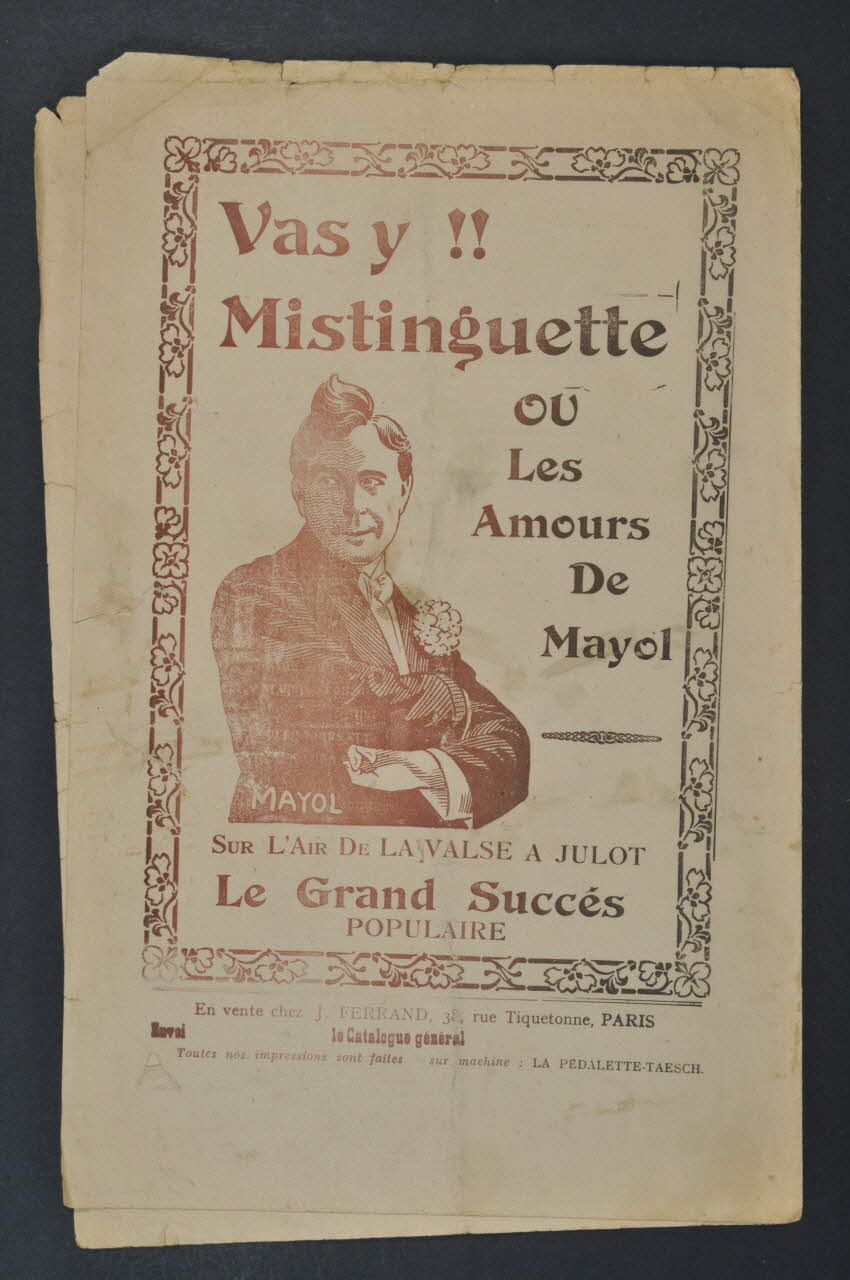 Vas y !!
Mistinguette
OU
Les
Amours
De
Mayol
MAYOL
SUR L'AIR DE LA VALSE A JULOT
Le Grand Succés
POPULAIRE
En vente chez J. FERRAND, 38, rue Tiquetonne, PARIS
Envoi le Catalogue général
Toutes nos impressions sont faites sur machine : LA PÉDALETTE-TAESCH.
A